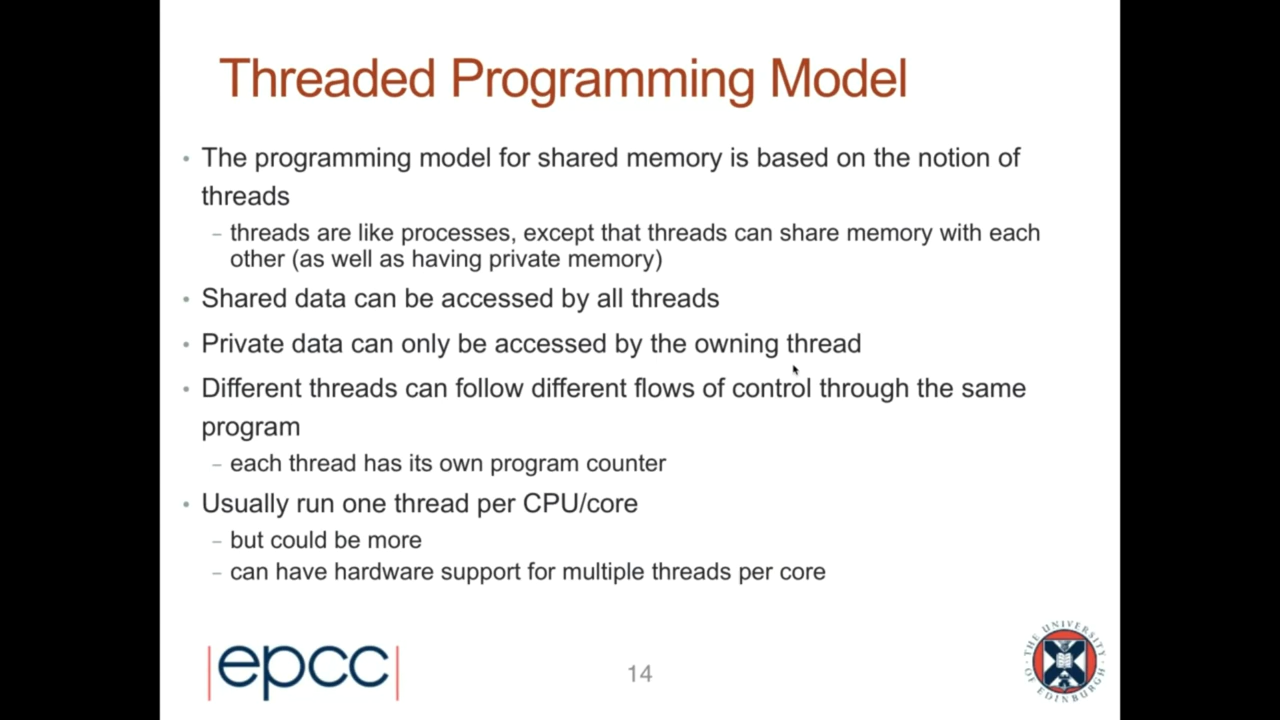 Threaded Programming Model
• The programming model for shared memory is based on the notion of
threads
– threads are like processes, except that threads can share memory with each
other (as well as having private memory)
• Shared data can be accessed by all threads
• Private data can only be accessed by the owning thread
• Different threads can follow different flows of control through the same
program
– each thread has its own program counter
• Usually run one thread per CPU/core
– but could be more
– can have hardware support for multiple threads per core
|epcc|
14
THE UNIVERSITY OF EDINBURGH